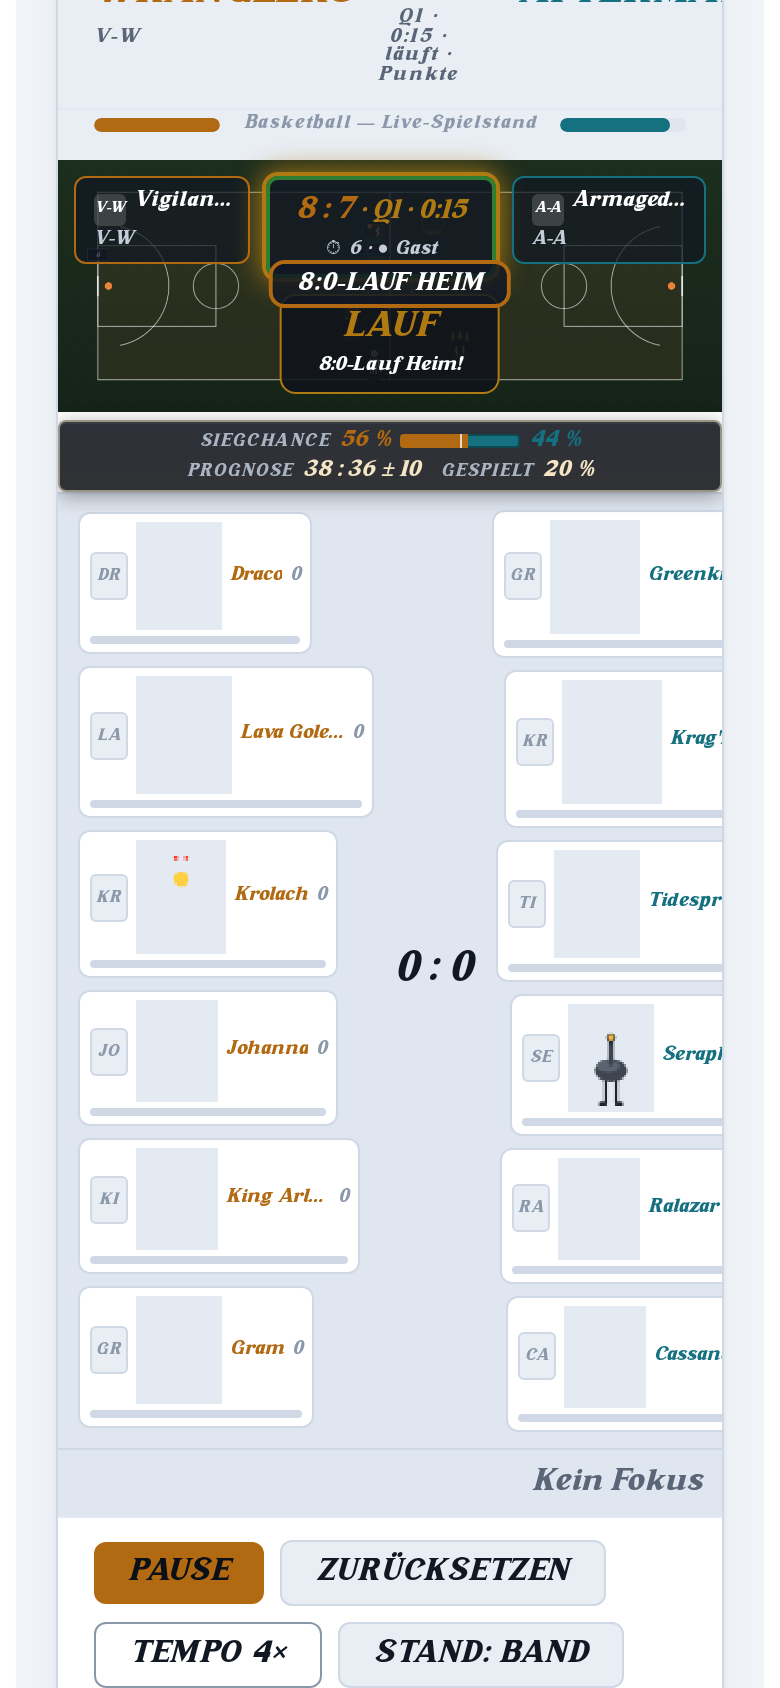 Q1 ·
V-W
0:15 ·
läuft ·
Punkte
Basketball — Live-Spielstand
V-W Vigilan...
V-W
8 : 7 · Q1 · 0:15
⏱ 6 · ● Gast
A-A Armaged...
A-A
8:0-LAUF HEIM
LAUF
8:0-Lauf Heim!
SIEGCHANCE 56 % 44 %
PROGNOSE 38 : 36 ± 10 GESPIELT 20 %
DR Draco 0
GR
LA Lava Gole... 0
KR Krag'
KR Krolach 0
TI Tidespr
0 : 0
JO Johanna 0
SE Seraph
KI King Arl... 0
RA Ralazar
GR Gram 0
CA Cassan
Kein Fokus
PAUSE ZURÜCKSETZEN
TEMPO 4× STAND: BAND